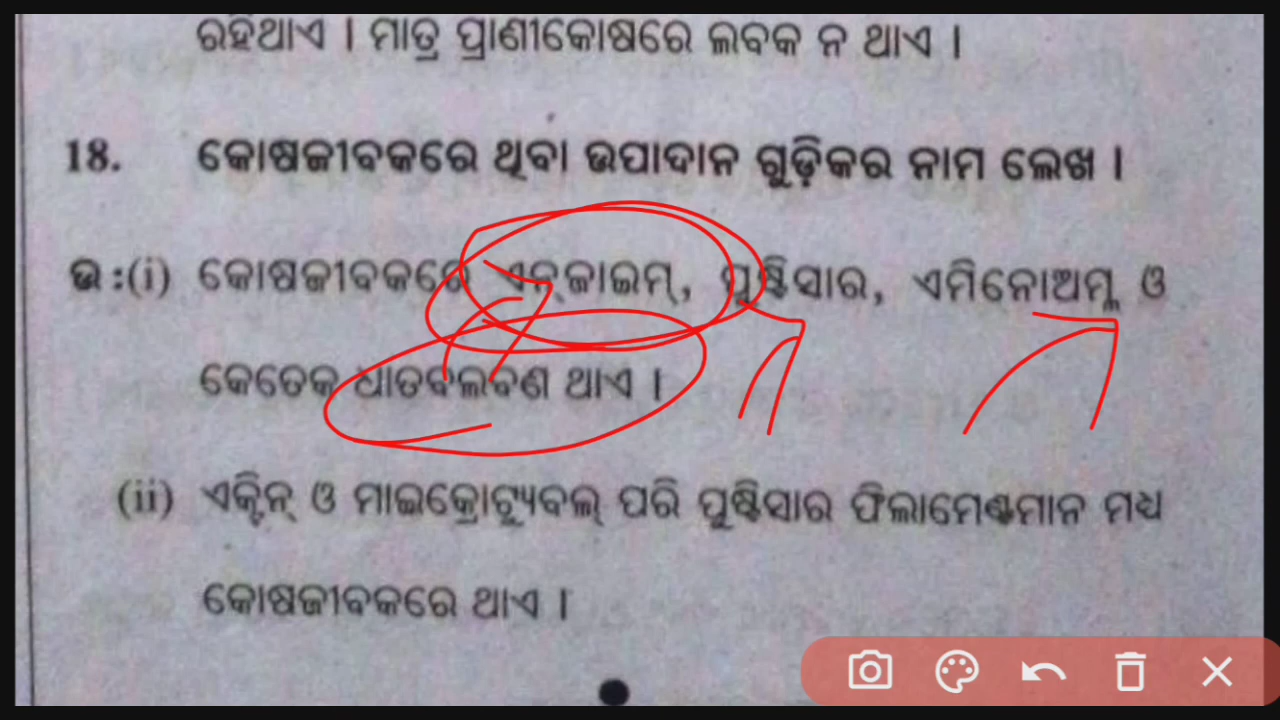 ରହିଥାଏ । ମାତ୍ର ପ୍ରାଣୀକୋଷରେ ଲବକ ନ ଥାଏ ।
18. କୋଷଜୀବକରେ ଥିବା ଉପାଦାନ ଗୁଡ଼ିକର ନାମ ଲେଖ ।
ଉ :(i) କୋଷଜୀବକରେ ଏନ୍‌ଜାଇମ୍, ପୁଷ୍ଟିସାର, ଏମିନୋଅମ୍ଳ ଓ
କେତେକ ଧାତବଲବଣ ଥାଏ ।
(ii) ଏକ୍ଟିନ୍ ଓ ମାଇକ୍ରୋଟ୍ୟୁବଲ୍ ପରି ପୁଷ୍ଟିସାର ଫିଲାମେଣ୍ଟମାନ ମଧ୍ୟ
କୋଷଜୀବକରେ ଥାଏ ।